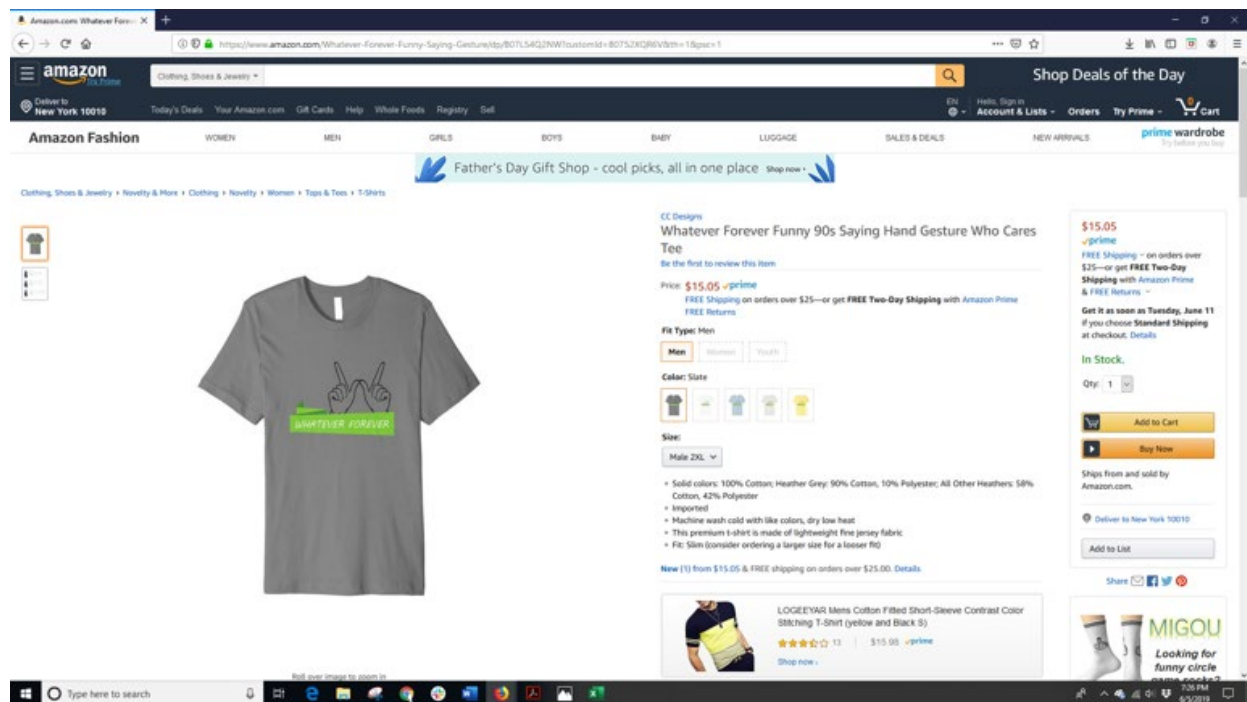 Amazon.com: Whatever Forev
https://www.amazon.com/Whatever-Forever-Funny-Saying-Gesture/dp/B07L54Q2NW?customId=B0752XQR6V&th=1&psc=1
amazon
Try Prime
Clothing, Shoes & Jewelry
Shop Deals of the Day
Deliver to
New York 10010
Today's Deals Your Amazon.com Gift Cards Help Whole Foods Registry Sell
EN
Hello, Sign in
Account & Lists Orders Try Prime Cart
Amazon Fashion WOMEN MEN GIRLS BOYS BABY LUGGAGE SALES & DEALS NEW ARRIVALS prime wardrobe
Try before you buy
Father's Day Gift Shop - cool picks, all in one place Shop now ›
Clothing, Shoes & Jewelry › Novelty & More › Clothing › Novelty › Women › Tops & Tees › T-Shirts
WHATEVER FOREVER
Roll over image to zoom in
CC Designs
Whatever Forever Funny 90s Saying Hand Gesture Who Cares
Tee
Be the first to review this item
Price: $15.05 prime
FREE Shipping on orders over $25—or get FREE Two-Day Shipping with Amazon Prime
FREE Returns
Fit Type: Men
Men Women Youth
Color: Slate
Size:
Male 2XL
Solid colors: 100% Cotton; Heather Grey: 90% Cotton, 10% Polyester; All Other Heathers: 58%
Cotton, 42% Polyester
Imported
Machine wash cold with like colors, dry low heat
This premium t-shirt is made of lightweight fine jersey fabric
Fit: Slim (consider ordering a larger size for a looser fit)
New (1) from $15.05 & FREE shipping on orders over $25.00. Details
LOGEEYAR Mens Cotton Fitted Short-Sleeve Contrast Color
Stitching T-Shirt (yellow and Black S)
13 $15.98 prime
Shop now ›
$15.05
prime
FREE Shipping - on orders over
$25—or get FREE Two-Day
Shipping with Amazon Prime
& FREE Returns
Get it as soon as Tuesday, June 11
if you choose Standard Shipping
at checkout. Details
In Stock.
Qty: 1
Add to Cart
Buy Now
Ships from and sold by
Amazon.com.
Deliver to New York 10010
Add to List
Share
MIGOU
Looking for
funny circle
game socks?
Type here to search
7:26 PM
6/5/2019